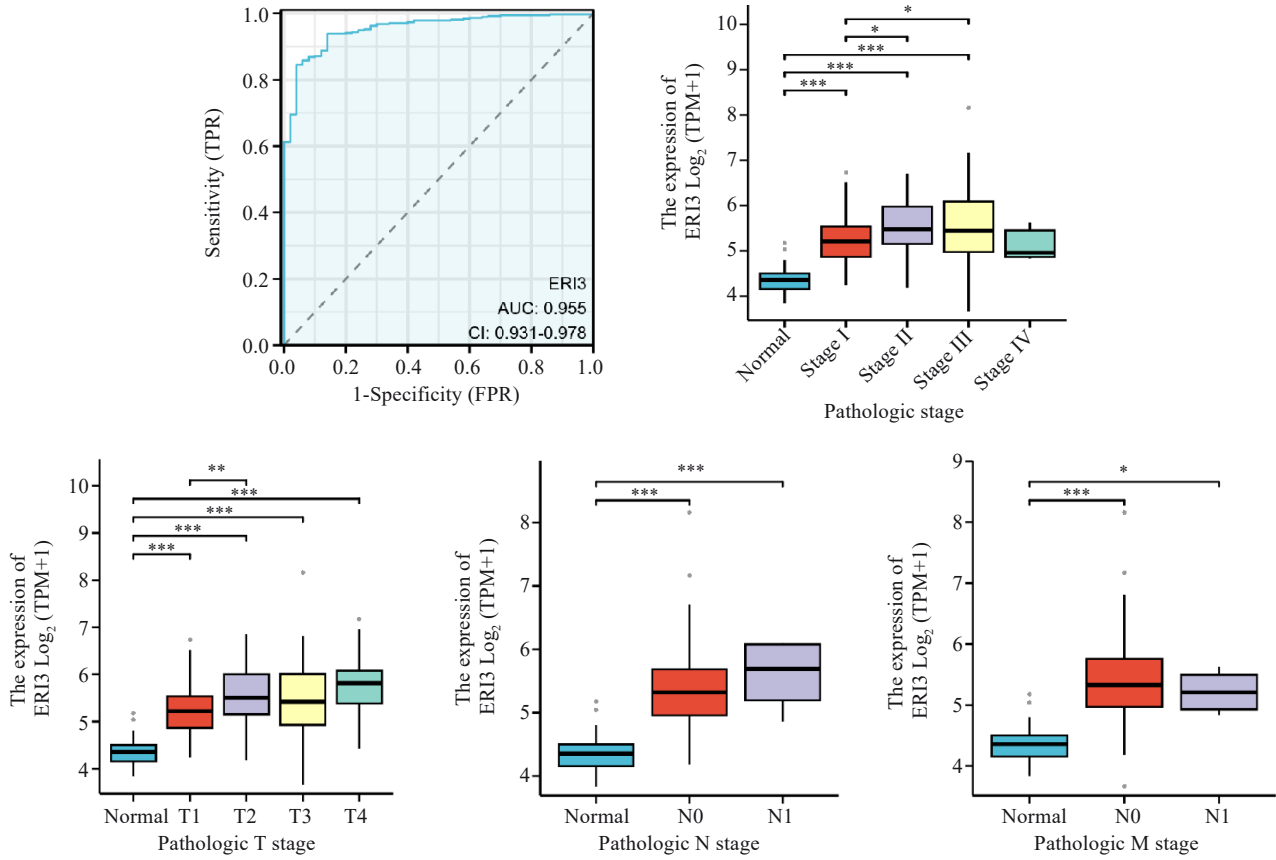 1.0
0.8
0.6
0.4
0.2
0.0
Sensitivity (TPR)
ERI3
AUC: 0.955
CI: 0.931-0.978
0.0 0.2 0.4 0.6 0.8 1.0
1-Specificity (FPR)
The expression of
ERI3 Log2 (TPM+1)
10
9
8
7
6
5
4
*
*
***
***
***
Normal Stage I Stage II Stage III Stage IV
Pathologic stage
The expression of
ERI3 Log2 (TPM+1)
10
9
8
7
6
5
4
**
***
***
***
***
Normal T1 T2 T3 T4
Pathologic T stage
The expression of
ERI3 Log2 (TPM+1)
8
7
6
5
4
***
***
Normal N0 N1
Pathologic N stage
The expression of
ERI3 Log2 (TPM+1)
9
8
7
6
5
4
*
***
Normal N0 N1
Pathologic M stage